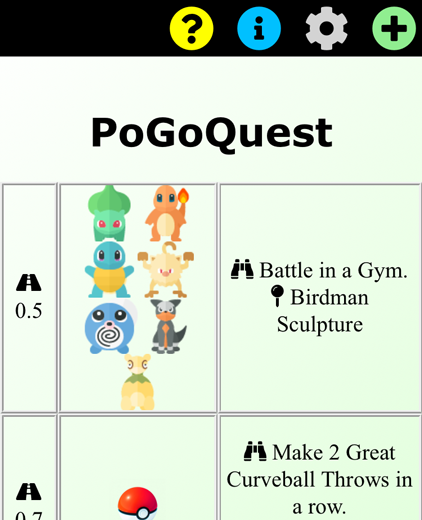 PoGoQuest
0.5
Battle in a Gym.
Birdman
Sculpture
0.7
Make 2 Great
Curveball Throws in
a row.